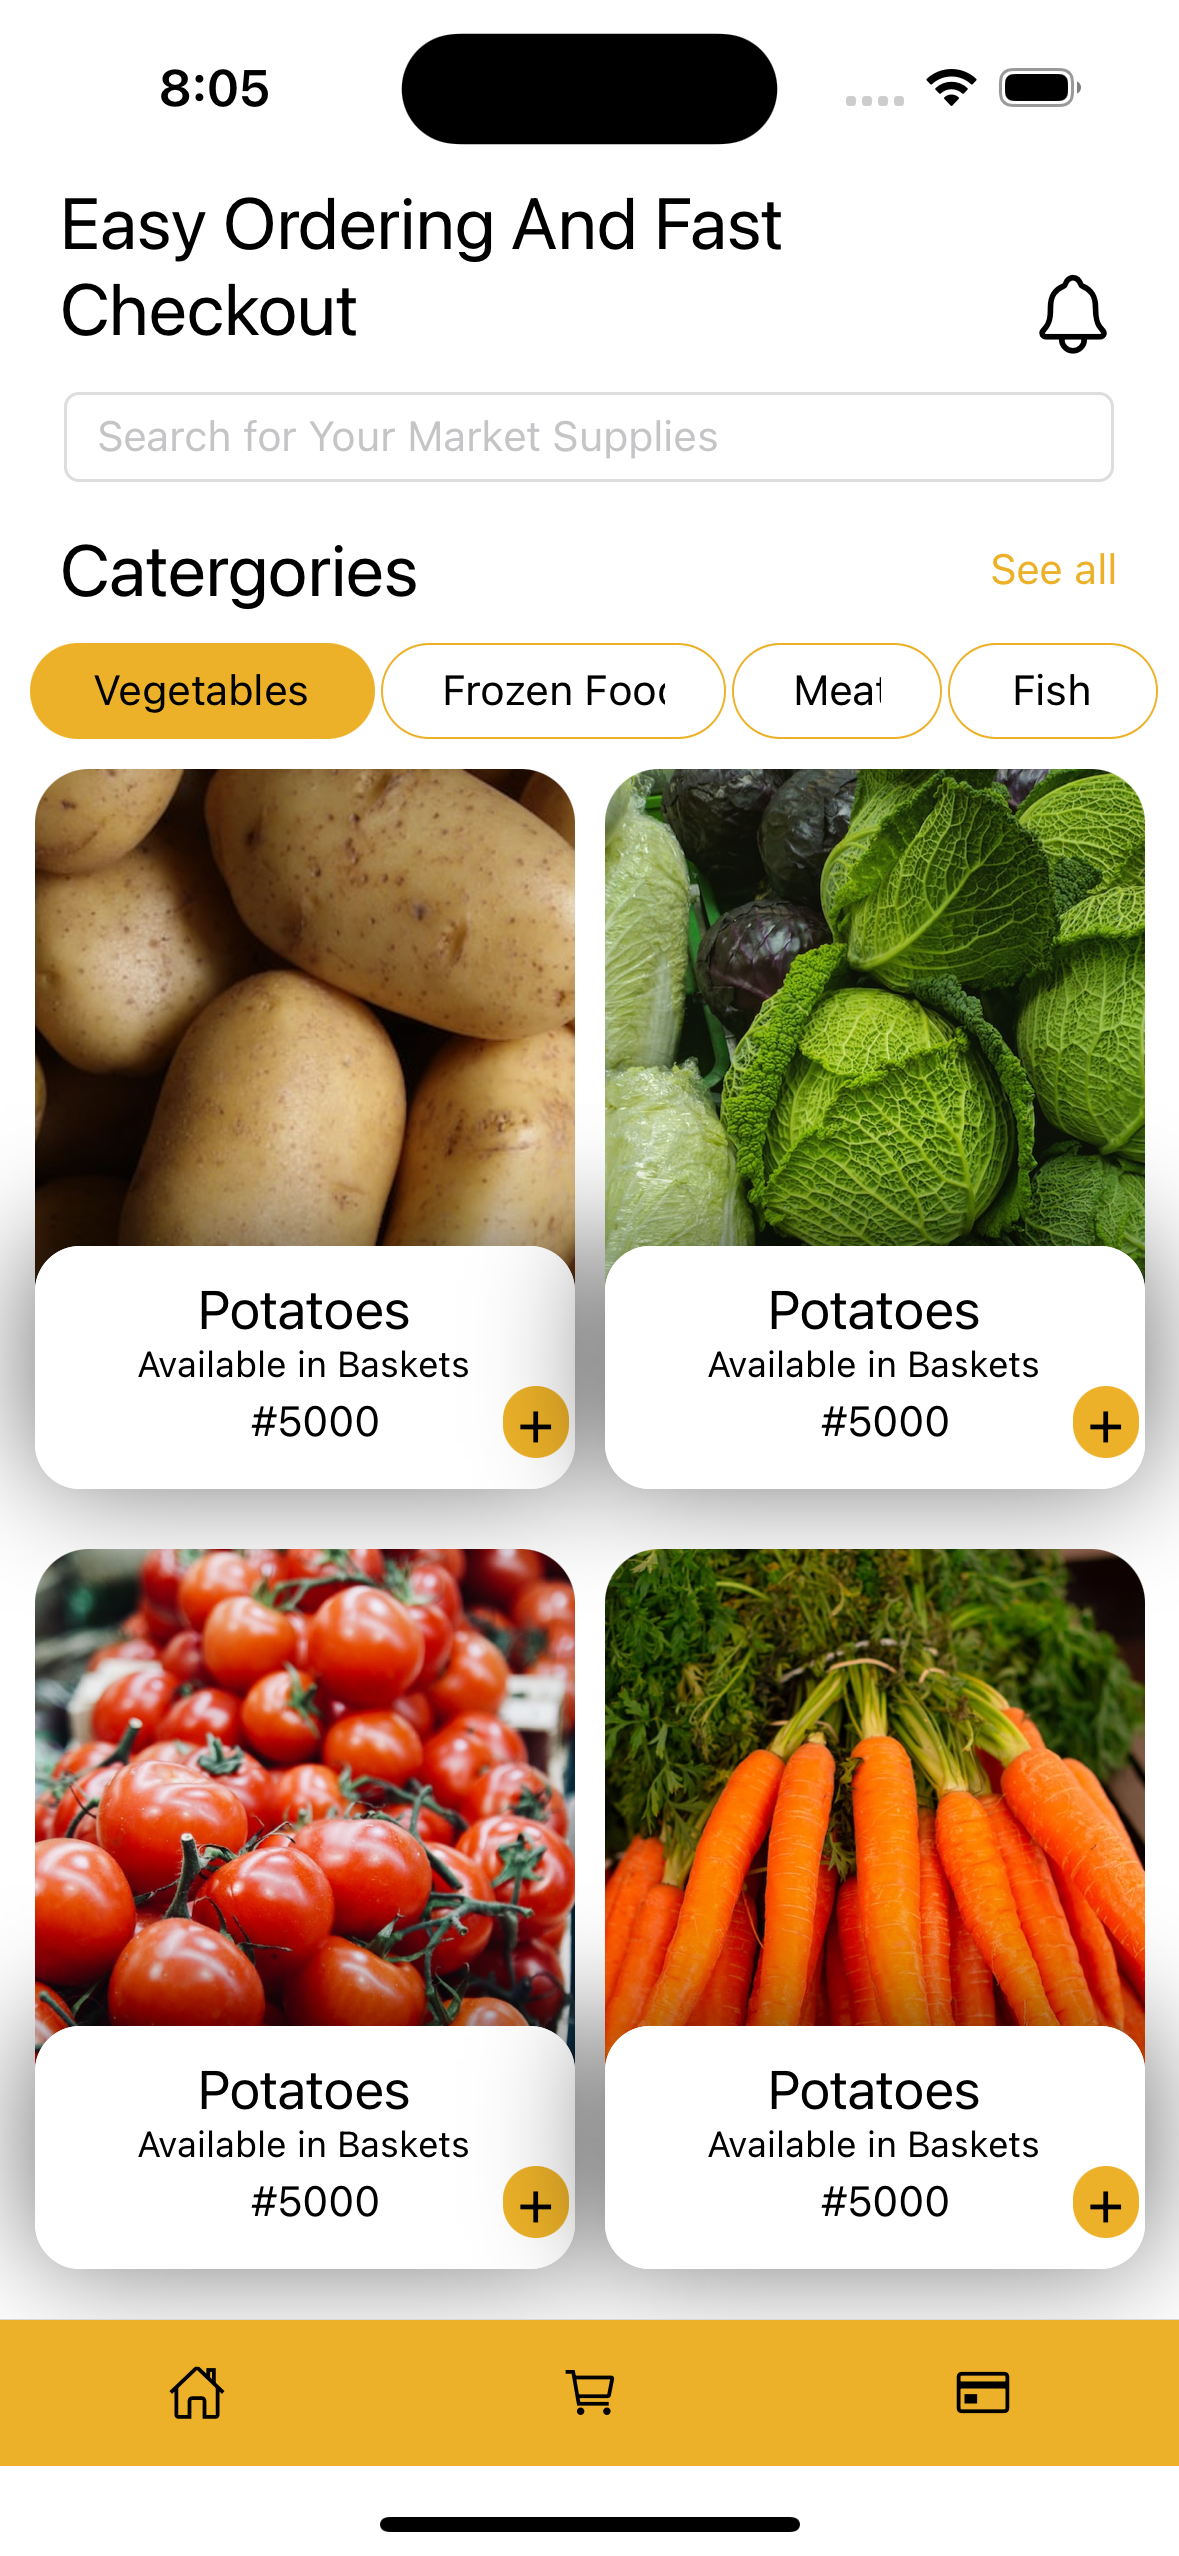 8:05
Easy Ordering And Fast
Checkout
Search for Your Market Supplies
Catergories
See all
Vegetables
Frozen Foo
Meat
Fish
Potatoes
Available in Baskets
#5000
+
Potatoes
Available in Baskets
#5000
+
Potatoes
Available in Baskets
#5000
+
Potatoes
Available in Baskets
#5000
+